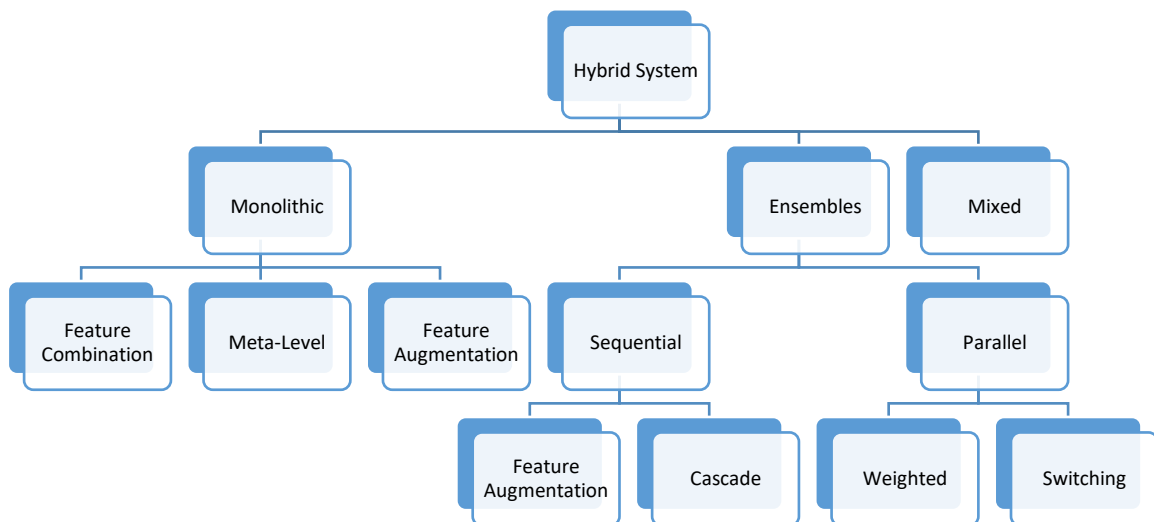 Hybrid System
Monolithic
Ensembles
Mixed
Feature
Combination
Meta-Level
Feature
Augmentation
Sequential
Parallel
Feature
Augmentation
Cascade
Weighted
Switching